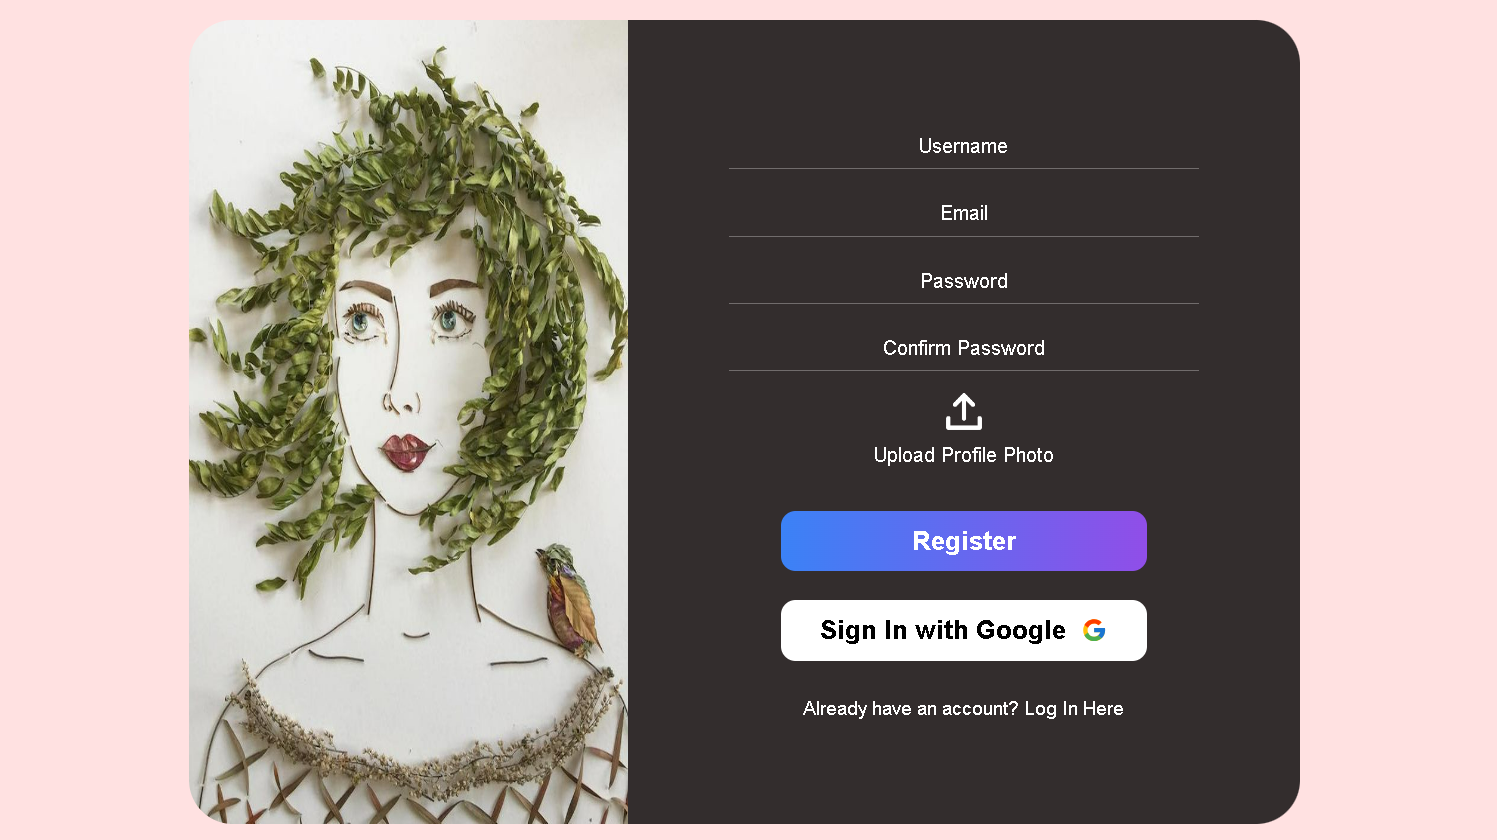 Username
Email
Password
Confirm Password
Upload Profile Photo
Register
Sign In with Google
Already have an account? Log In Here